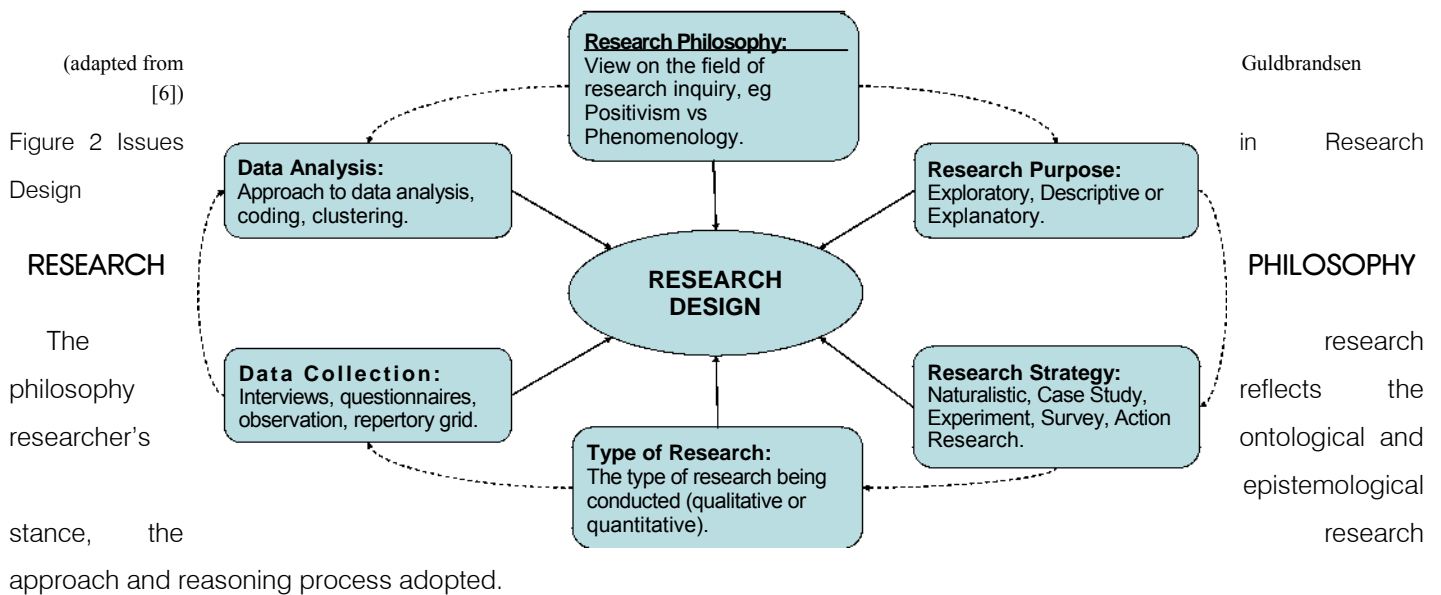 (adapted from Guldbrandsen
[6])
Figure 2 Issues in Research
Design
RESEARCH PHILOSOPHY
The research
philosophy reflects the
researcher's ontological and
epistemological
stance, the research
approach and reasoning process adopted.
Research Philosophy:
View on the field of
research inquiry, eg
Positivism vs
Phenomenology.
Data Analysis:
Approach to data analysis,
coding, clustering.
Research Purpose:
Exploratory, Descriptive or
Explanatory.
RESEARCH
DESIGN
Data Collection:
Interviews, questionnaires,
observation, repertory grid.
Research Strategy:
Naturalistic, Case Study,
Experiment, Survey, Action
Research.
Type of Research:
The type of research being
conducted (qualitative or
quantitative).